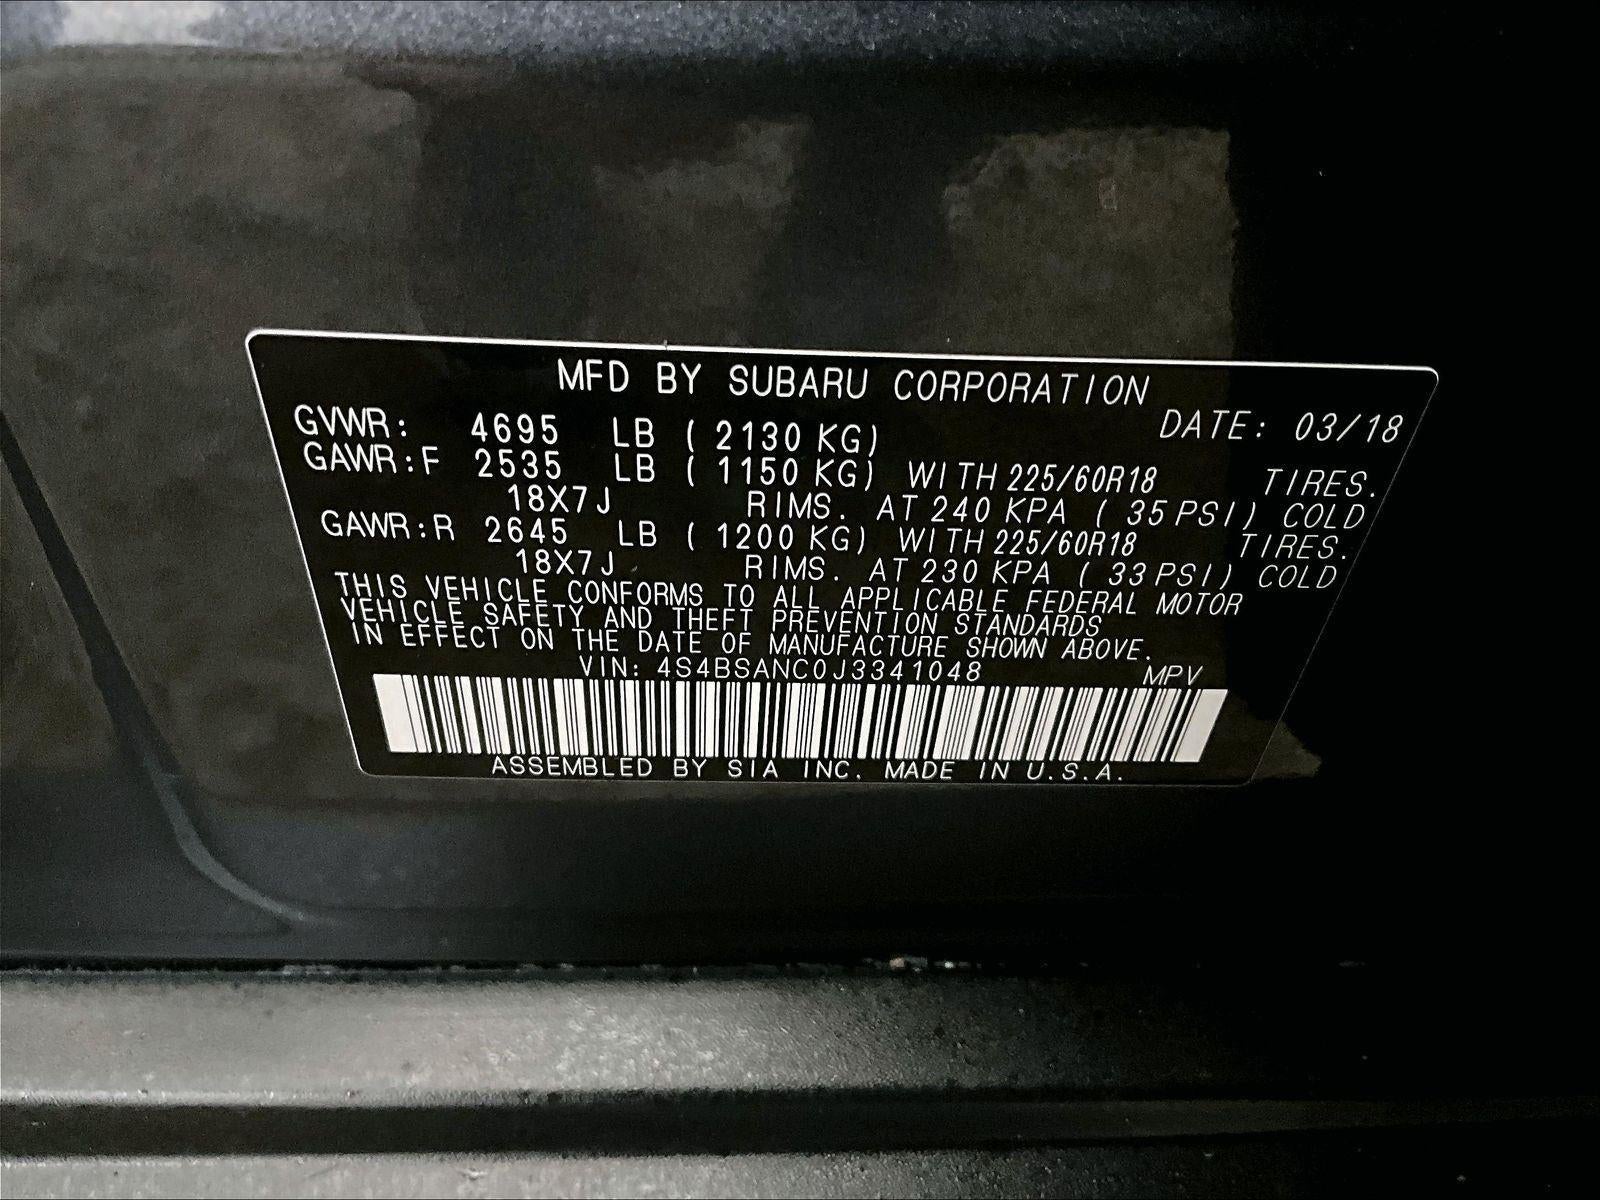 MFD BY SUBARU CORPORATION
DATE: 03/18
GVWR: 4695 LB ( 2130 KG)
GAWR:F 2535 LB ( 1150 KG) WITH 225/60R18 TIRES.
18X7J RIMS. AT 240 KPA ( 35 PSI) COLD
GAWR:R 2645 LB ( 1200 KG) WITH 225/60R18 TIRES.
18X7J RIMS. AT 230 KPA ( 33 PSI) COLD
THIS VEHICLE CONFORMS TO ALL APPLICABLE FEDERAL MOTOR
VEHICLE SAFETY AND THEFT PREVENTION STANDARDS
IN EFFECT ON THE DATE OF MANUFACTURE SHOWN ABOVE.
VIN: 4S4BSANC0J3341048 MPV
ASSEMBLED BY SIA INC. MADE IN U.S.A.